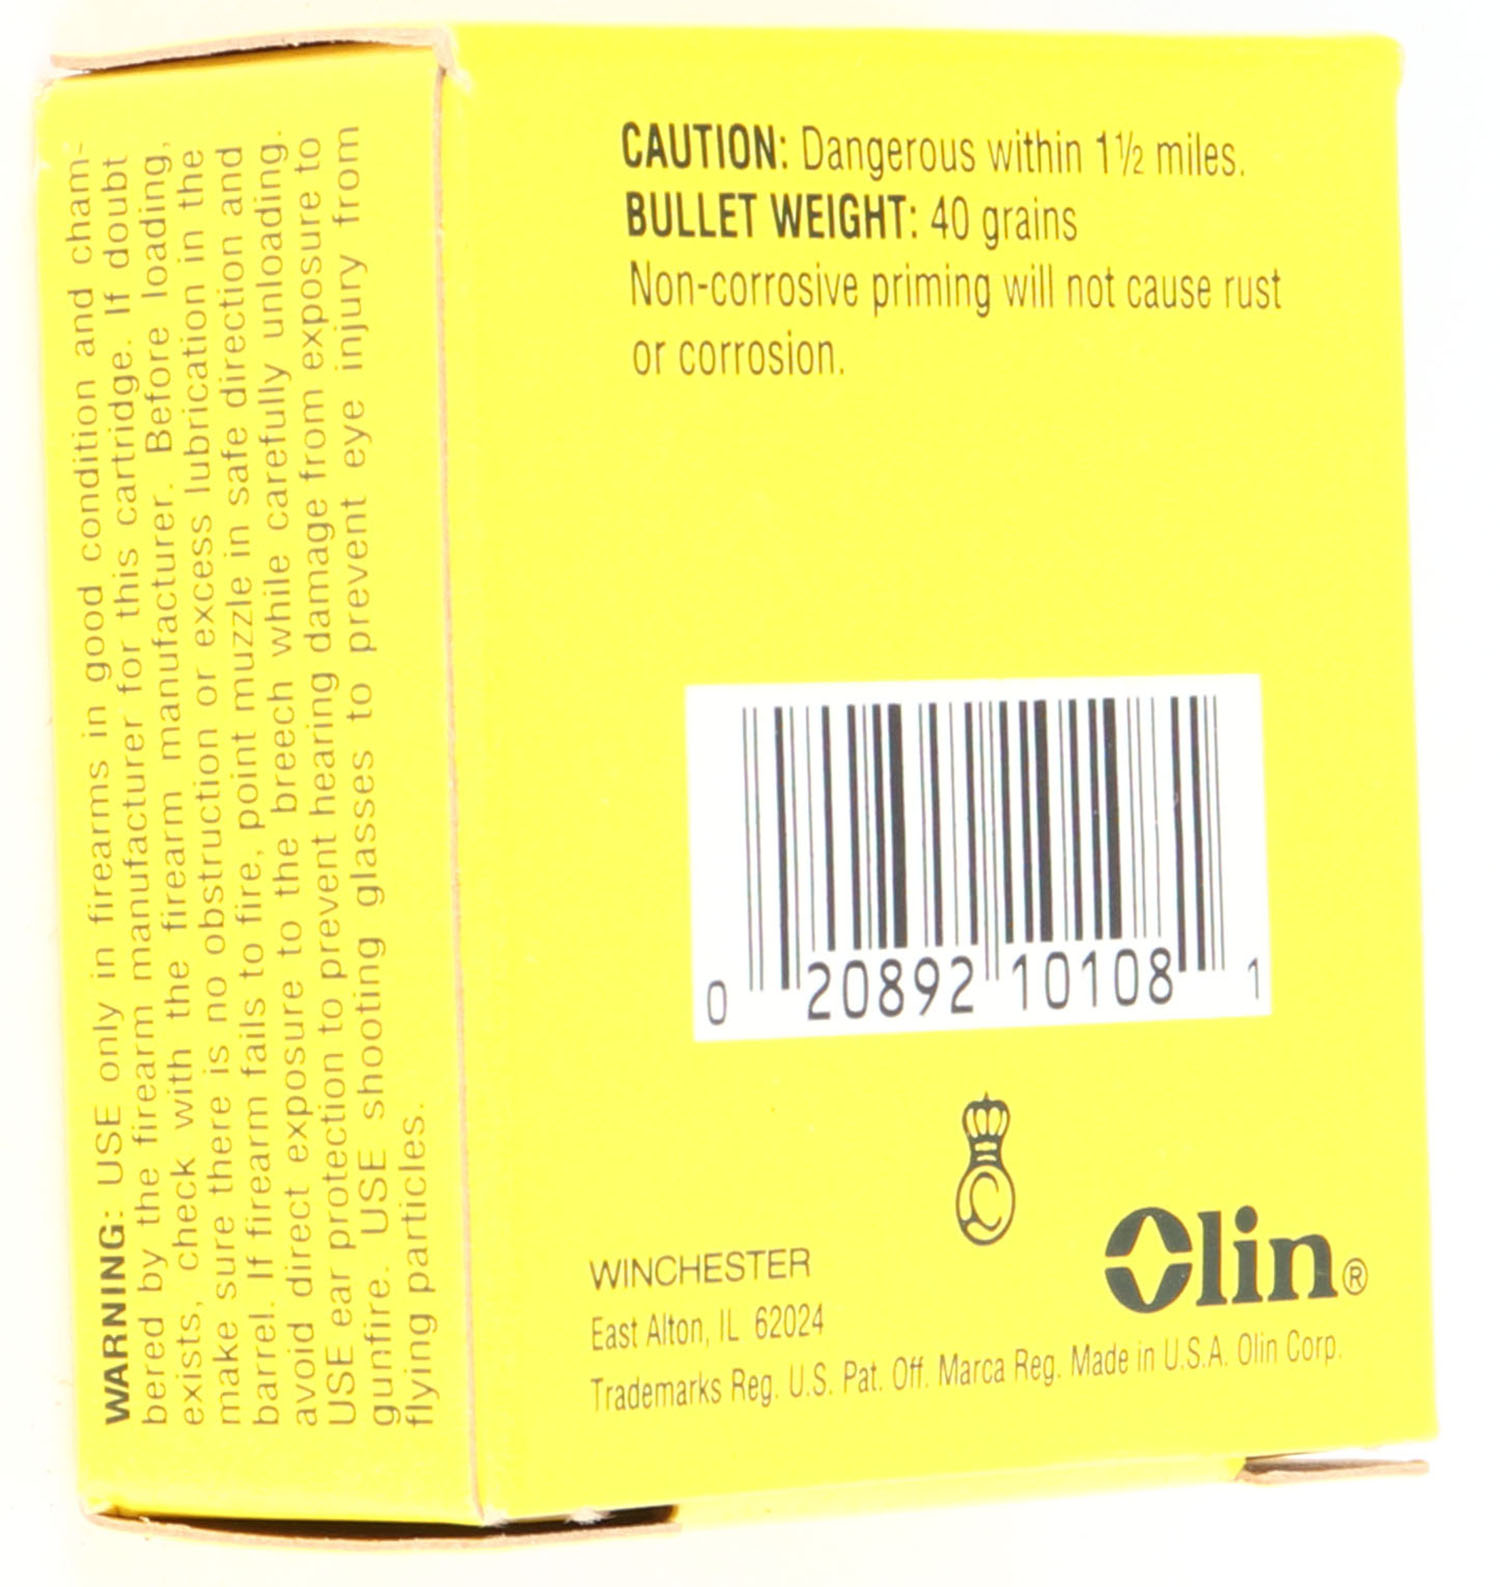 WARNING: USE only in firearms in good condition and cham-
bered by the firearm manufacturer for this cartridge. If doubt
exists, check with the firearm manufacturer. Before loading,
make sure there is no obstruction or excess lubrication in the
barrel. If firearm fails to fire, point muzzle in safe direction and
avoid direct exposure to the breech while carefully unloading.
USE ear protection to prevent hearing damage from exposure to
gunfire. USE shooting glasses to prevent eye injury from
flying particles.
CAUTION: Dangerous within 1½ miles.
BULLET WEIGHT: 40 grains
Non-corrosive priming will not cause rust
or corrosion.
0 20892 10108 1
C
Olin®
WINCHESTER
East Alton, IL 62024
Trademarks Reg. U.S. Pat. Off. Marca Reg. Made in U.S.A. Olin Corp.